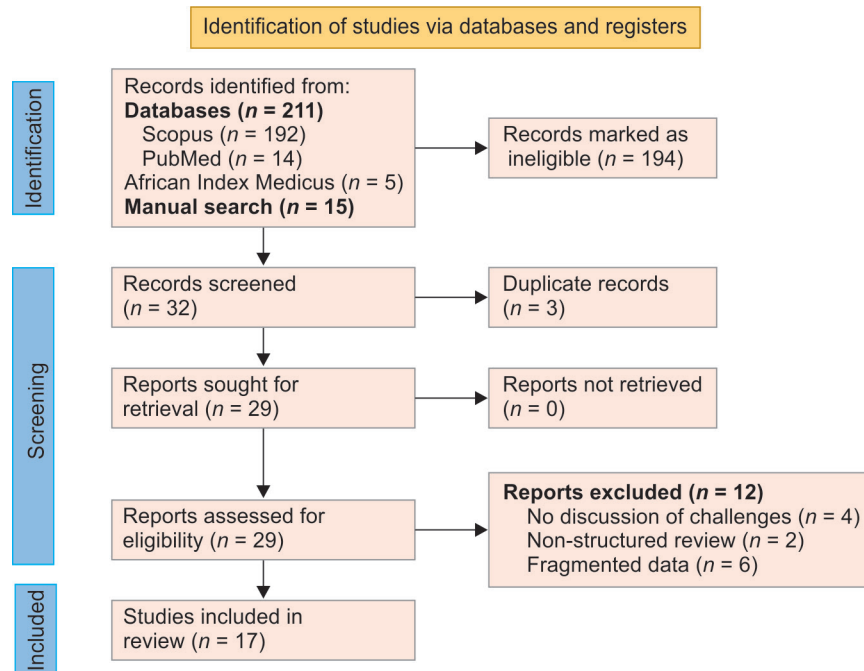 Identification of studies via databases and registers
Identification
Records identified from:
Databases (n = 211)
Scopus (n = 192)
PubMed (n = 14)
African Index Medicus (n = 5)
Manual search (n = 15)
Records marked as
ineligible (n = 194)
Screening
Records screened
(n = 32)
Duplicate records
(n = 3)
Reports sought for
retrieval (n = 29)
Reports not retrieved
(n = 0)
Reports assessed for
eligibility (n = 29)
Reports excluded (n = 12)
No discussion of challenges (n = 4)
Non-structured review (n = 2)
Fragmented data (n = 6)
Included
Studies included in
review (n = 17)